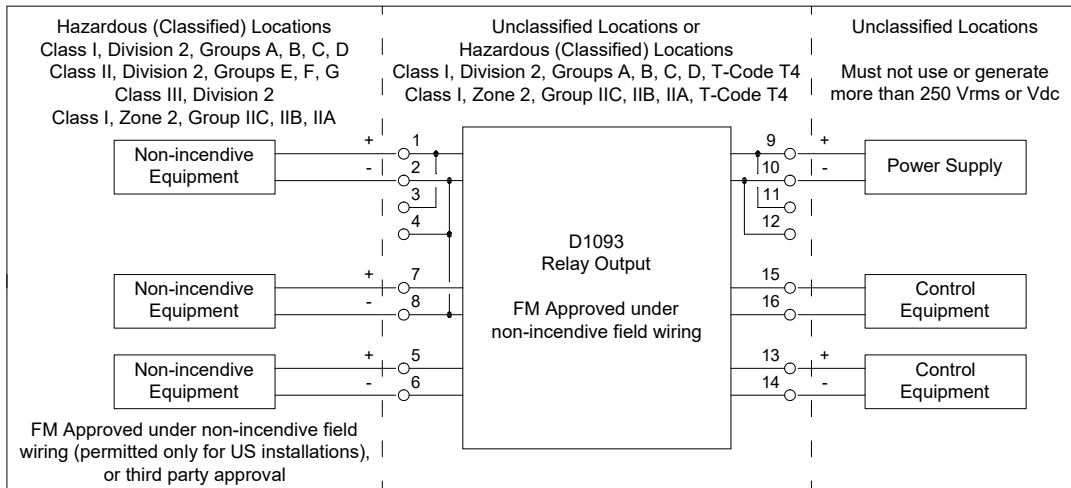 Hazardous (Classified) Locations
Class I, Division 2, Groups A, B, C, D
Class II, Division 2, Groups E, F, G
Class III, Division 2
Class I, Zone 2, Group IIC, IIB, IIA
Unclassified Locations or
Hazardous (Classified) Locations
Class I, Division 2, Groups A, B, C, D, T-Code T4
Class I, Zone 2, Group IIC, IIB, IIA, T-Code T4
Unclassified Locations
Must not use or generate
more than 250 Vrms or Vdc
Non-incendive
Equipment
+ 1
- 2
3
4
Non-incendive
Equipment
+ 7
- 8
Non-incendive
Equipment
+ 5
- 6
FM Approved under non-incendive field
wiring (permitted only for US installations),
or third party approval
D1093
Relay Output
FM Approved under
non-incendive field wiring
9 +
10 -
11
12
Power Supply
15
16
Control
Equipment
13 +
14 -
Control
Equipment